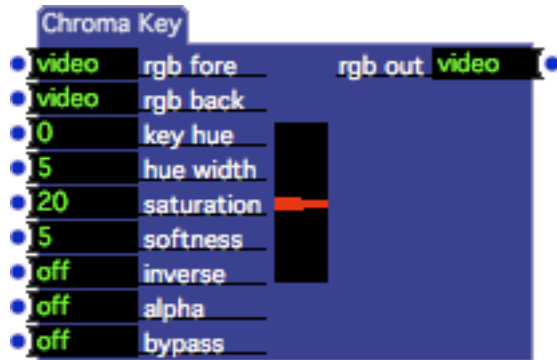 Chroma Key
video rgb fore rgb out video
video rgb back
0 key hue
5 hue width
20 saturation
5 softness
off inverse
off alpha
off bypass